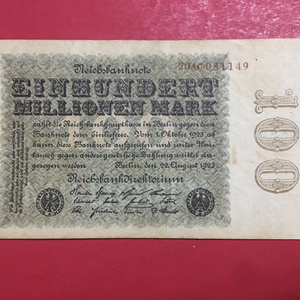 Reichsbanknote
20AC·031149
EINHUNDERT
MILLIONEN MARK
zahlt die Reichsbankhauptkasse in Berlin gegen diese
Banknote dem Einlieferer. Vom 1. Oktober 1923 ab
kann diese Banknote aufgerufen und unter Um-
tausch gegen andere gesetzliche Zahlungsmittel ein-
gezogen werden Berlin, den 22. August 1923
Reichsbankdirektorium
100